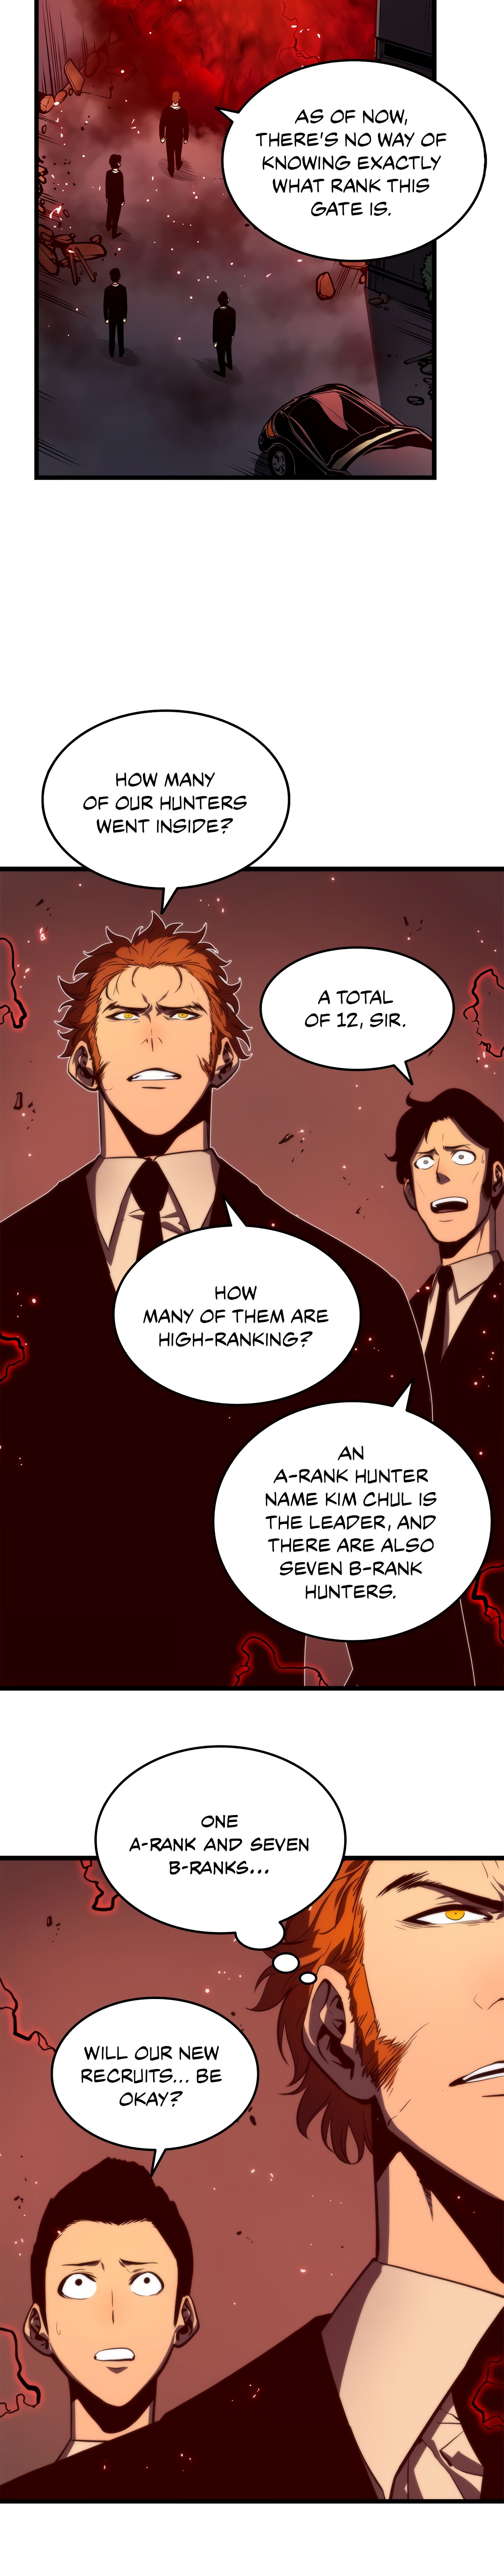 AS OF NOW,
THERE'S NO WAY OF
KNOWING EXACTLY
WHAT RANK THIS
GATE IS.
HOW MANY
OF OUR HUNTERS
WENT INSIDE?
A TOTAL
OF 12, SIR.
HOW
MANY OF THEM ARE
HIGH-RANKING?
AN
A-RANK HUNTER
NAME KIM CHUL IS
THE LEADER, AND
THERE ARE ALSO
SEVEN B-RANK
HUNTERS.
ONE
A-RANK AND SEVEN
B-RANKS...
WILL OUR NEW
RECRUITS... BE
OKAY?